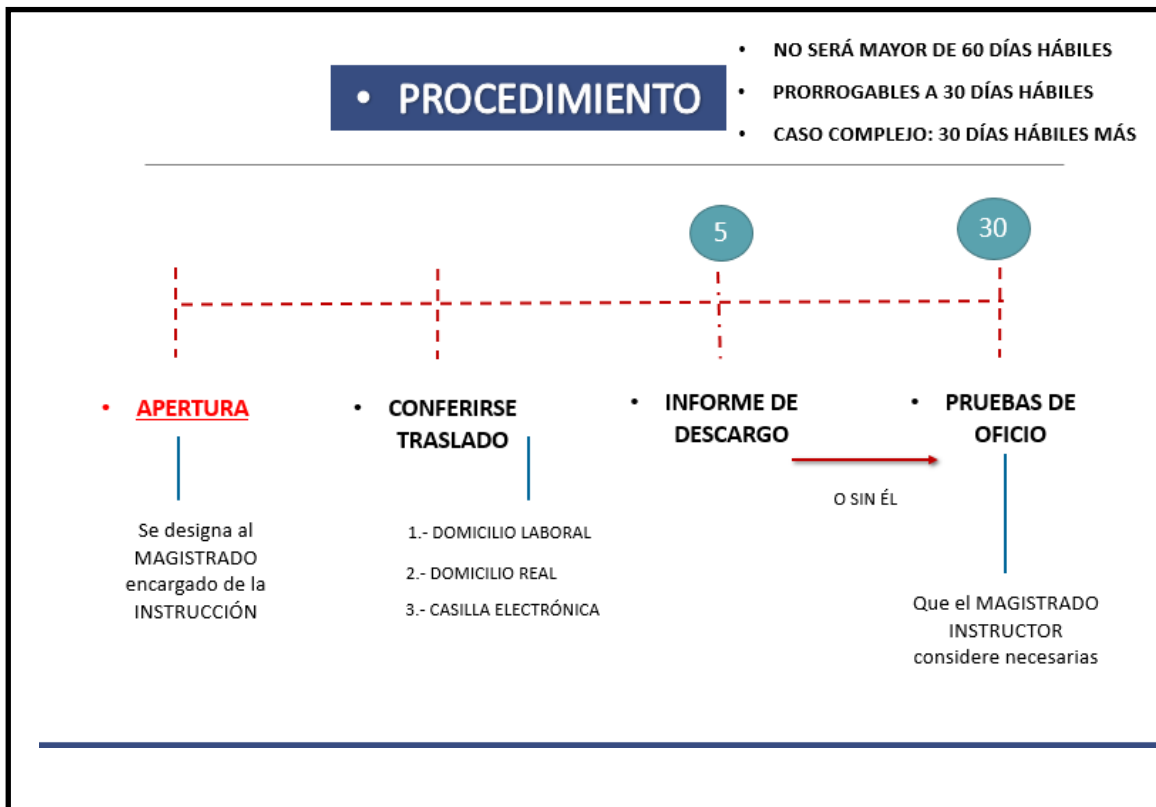 • PROCEDIMIENTO
• NO SERÁ MAYOR DE 60 DÍAS HÁBILES
• PRORROGABLES A 30 DÍAS HÁBILES
• CASO COMPLEJO: 30 DÍAS HÁBILES MÁS
5
30
• APERTURA
Se designa al
MAGISTRADO
encargado de la
INSTRUCCIÓN
• CONFERIRSE
TRASLADO
1.- DOMICILIO LABORAL
2.- DOMICILIO REAL
3.- CASILLA ELECTRÓNICA
• INFORME DE
DESCARGO
O SIN ÉL
• PRUEBAS DE
OFICIO
Que el MAGISTRADO
INSTRUCTOR
considere necesarias